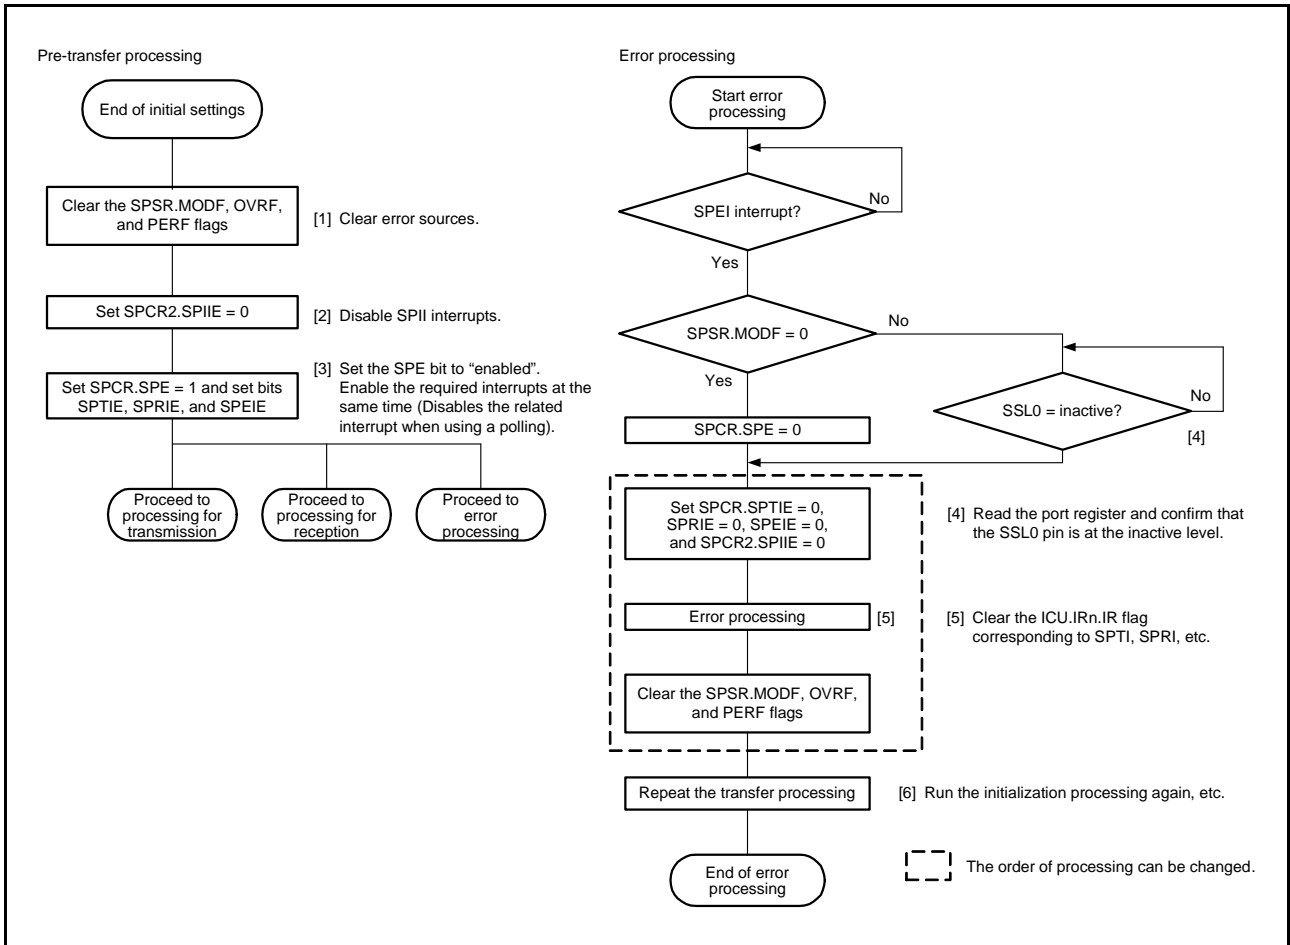 Pre-transfer processing
End of initial settings
Clear the SPSR.MODF, OVRF,
and PERF flags
[1] Clear error sources.
Set SPCR2.SPIIE = 0
[2] Disable SPII interrupts.
Set SPCR.SPE = 1 and set bits
SPTIE, SPRIE, and SPEIE
[3] Set the SPE bit to “enabled”.
Enable the required interrupts at the
same time (Disables the related
interrupt when using a polling).
Proceed to
processing for
transmission
Proceed to
processing for
reception
Proceed to
error
processing
Error processing
Start error
processing
SPEI interrupt?
No
Yes
SPSR.MODF = 0
No
Yes
SSL0 = inactive?
No
[4]
SPCR.SPE = 0
Set SPCR.SPTIE = 0,
SPRIE = 0, SPEIE = 0,
and SPCR2.SPIIE = 0
[4] Read the port register and confirm that
the SSL0 pin is at the inactive level.
Error processing
[5]
[5] Clear the ICU.IRn.IR flag
corresponding to SPTI, SPRI, etc.
Clear the SPSR.MODF, OVRF,
and PERF flags
Repeat the transfer processing
[6] Run the initialization processing again, etc.
End of error
processing
The order of processing can be changed.